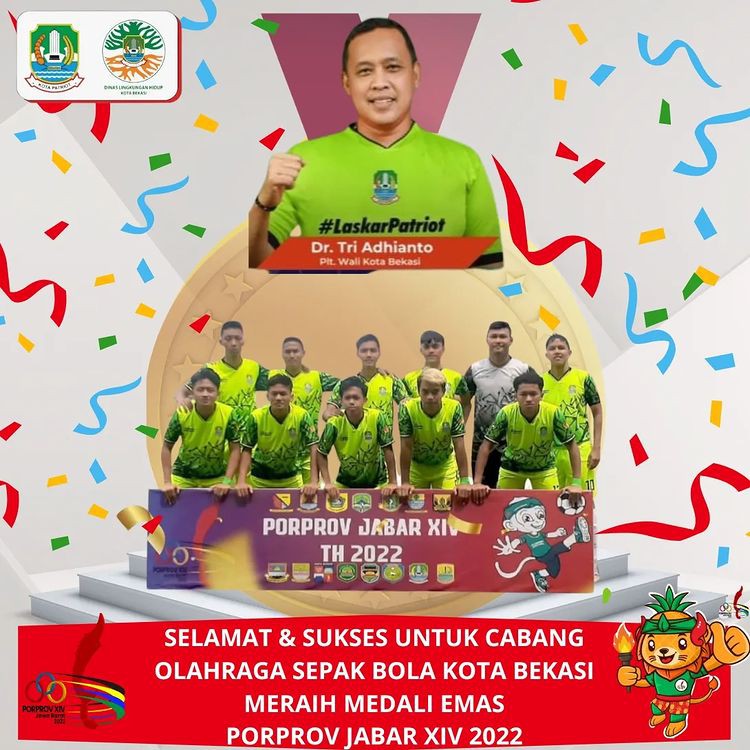 KOTA PATRIOT
DINAS LINGKUNGAN HIDUP
KOTA BEKASI
#LaskarPatriot
Dr. Tri Adhianto
Plt. Wali Kota Bekasi
PORPROV JABAR XIV
TH 2022
PORPROV XIV
SELAMAT & SUKSES UNTUK CABANG
OLAHRAGA SEPAK BOLA KOTA BEKASI
MERAIH MEDALI EMAS
PORPROV JABAR XIV 2022
PORPROV XIV
Jawa Barat
2022